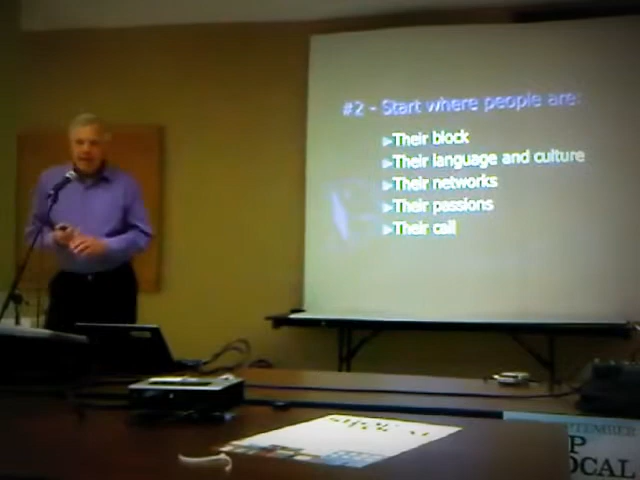 #2 - Start where people are:
➢Their block
➢Their language and culture
➢Their networks
➢Their passions
➢Their call